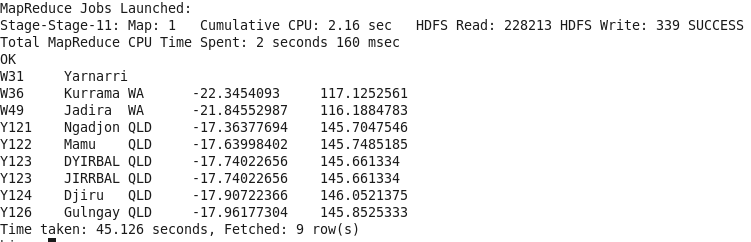 MapReduce Jobs Launched:
Stage-Stage-11: Map: 1   Cumulative CPU: 2.16 sec   HDFS Read: 228213 HDFS Write: 339 SUCCESS
Total MapReduce CPU Time Spent: 2 seconds 160 msec
OK
W31     Yarnarri
W36     Kurrama WA      -22.3454093     117.1252561
W49     Jadira  WA      -21.84552987    116.1884783
Y121    Ngadjon QLD     -17.36377694    145.7047546
Y122    Mamu    QLD     -17.63998402    145.7485185
Y123    DYIRBAL QLD     -17.74022656    145.661334
Y123    JIRRBAL QLD     -17.74022656    145.661334
Y124    Djiru   QLD     -17.90722366    146.0521375
Y126    Gulngay QLD     -17.96177304    145.8525333
Time taken: 45.126 seconds, Fetched: 9 row(s)